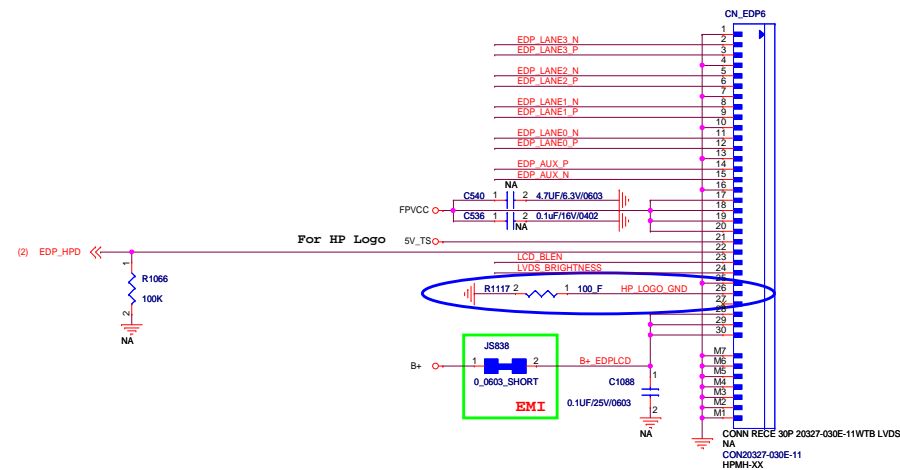 CN_EDP6
1
EDP_LANE3_N 2
EDP_LANE3_P 3
4
EDP_LANE2_N 5
EDP_LANE2_P 6
7
EDP_LANE1_N 8
EDP_LANE1_P 9
10
EDP_LANE0_N 11
EDP_LANE0_P 12
13
EDP_AUX_P 14
EDP_AUX_N 15
NA 16
C540 1 2 4.7UF/6.3V/0603 17
FPVCC 18
C536 1 2 0.1uF/16V/0402 19
NA 20
For HP Logo 5V_TS 21
(2) EDP_HPD 22
LCD_BLEN 23
LVDS_BRIGHTNESS 24
1 25
R1066 R1117 2 1 100_F HP_LOGO_GND 26
100K 27
2 28
NA 29
30
JS838
M7
B+ 1 2 B+_EDPLCD M6
M5
0_0603_SHORT C1088 1 M4
M3
EMI 0.1UF/25V/0603 M2
2 M1
NA
CONN RECE 30P 20327-030E-11WTB LVDS
NA
CON20327-030E-11
HPMH-XX